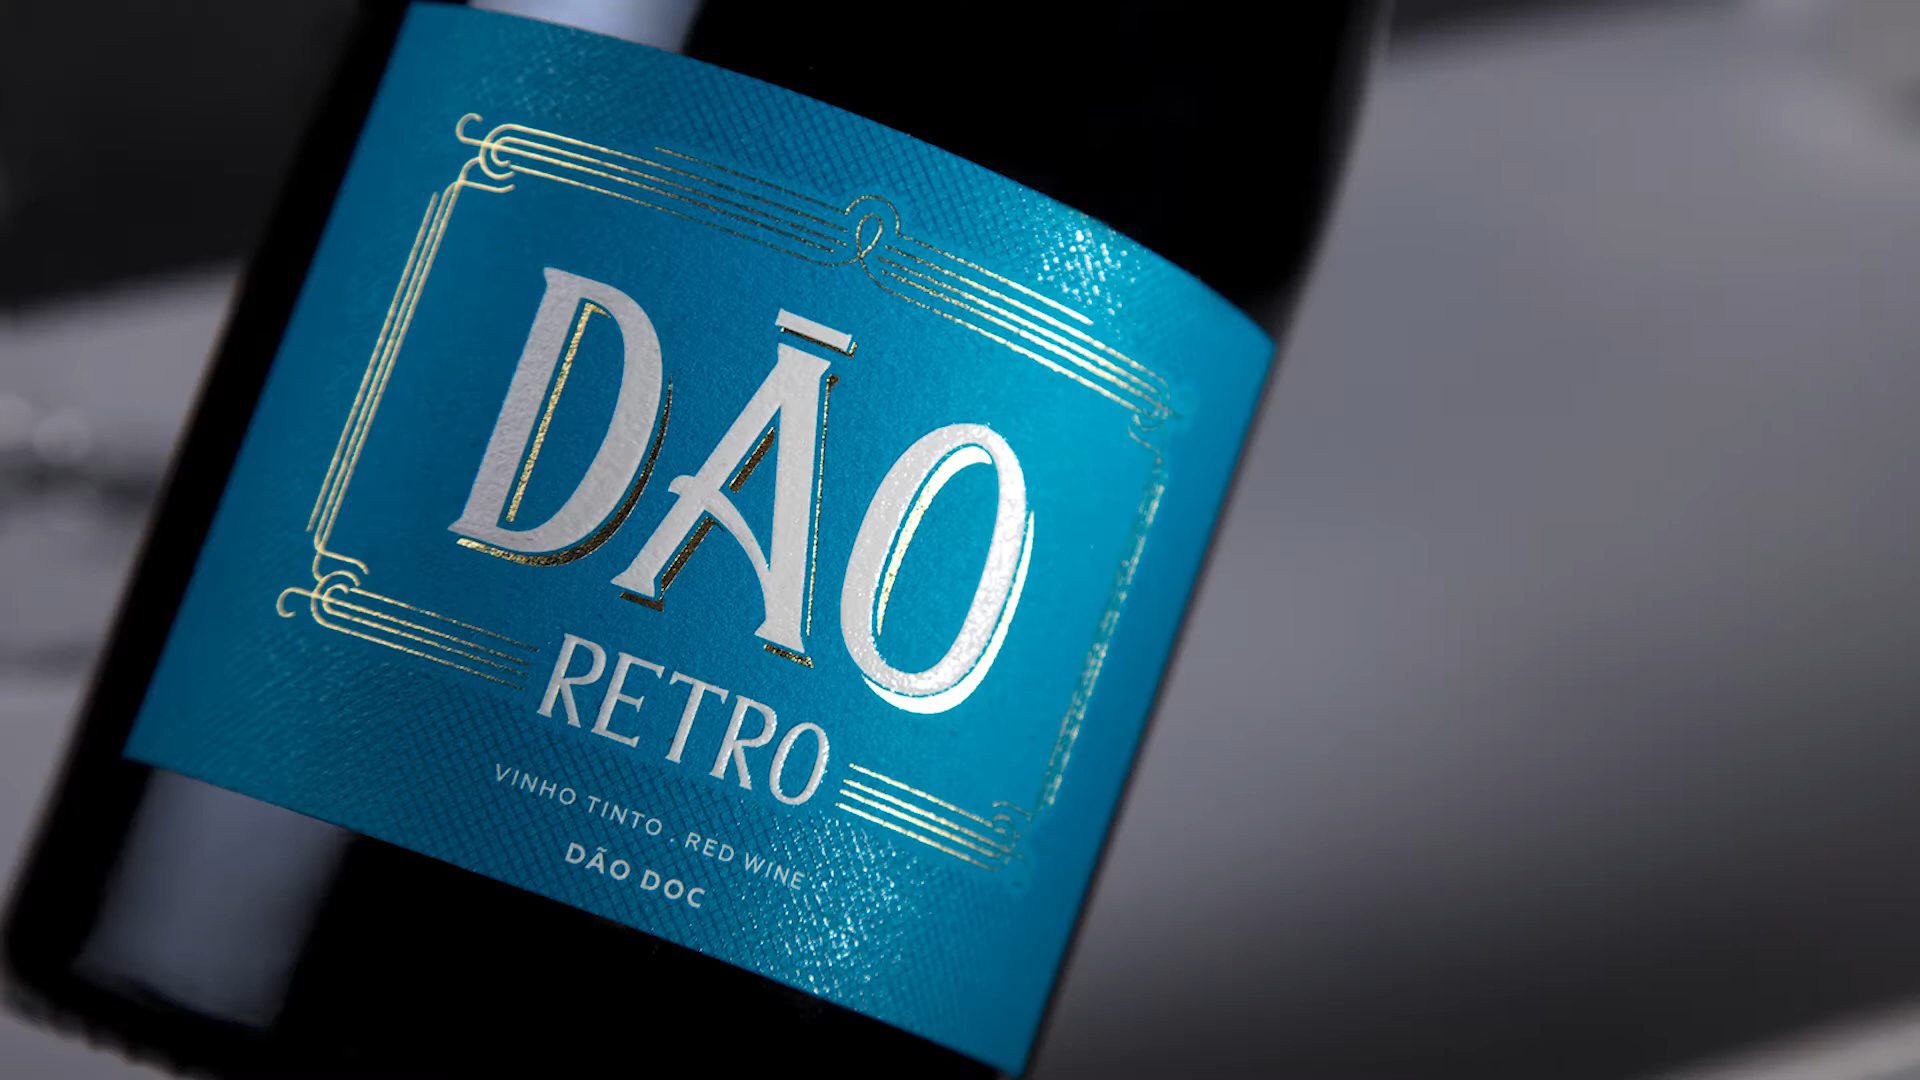 DÃO
RETRO
VINHO TINTO . RED WINE
DÃO DOC